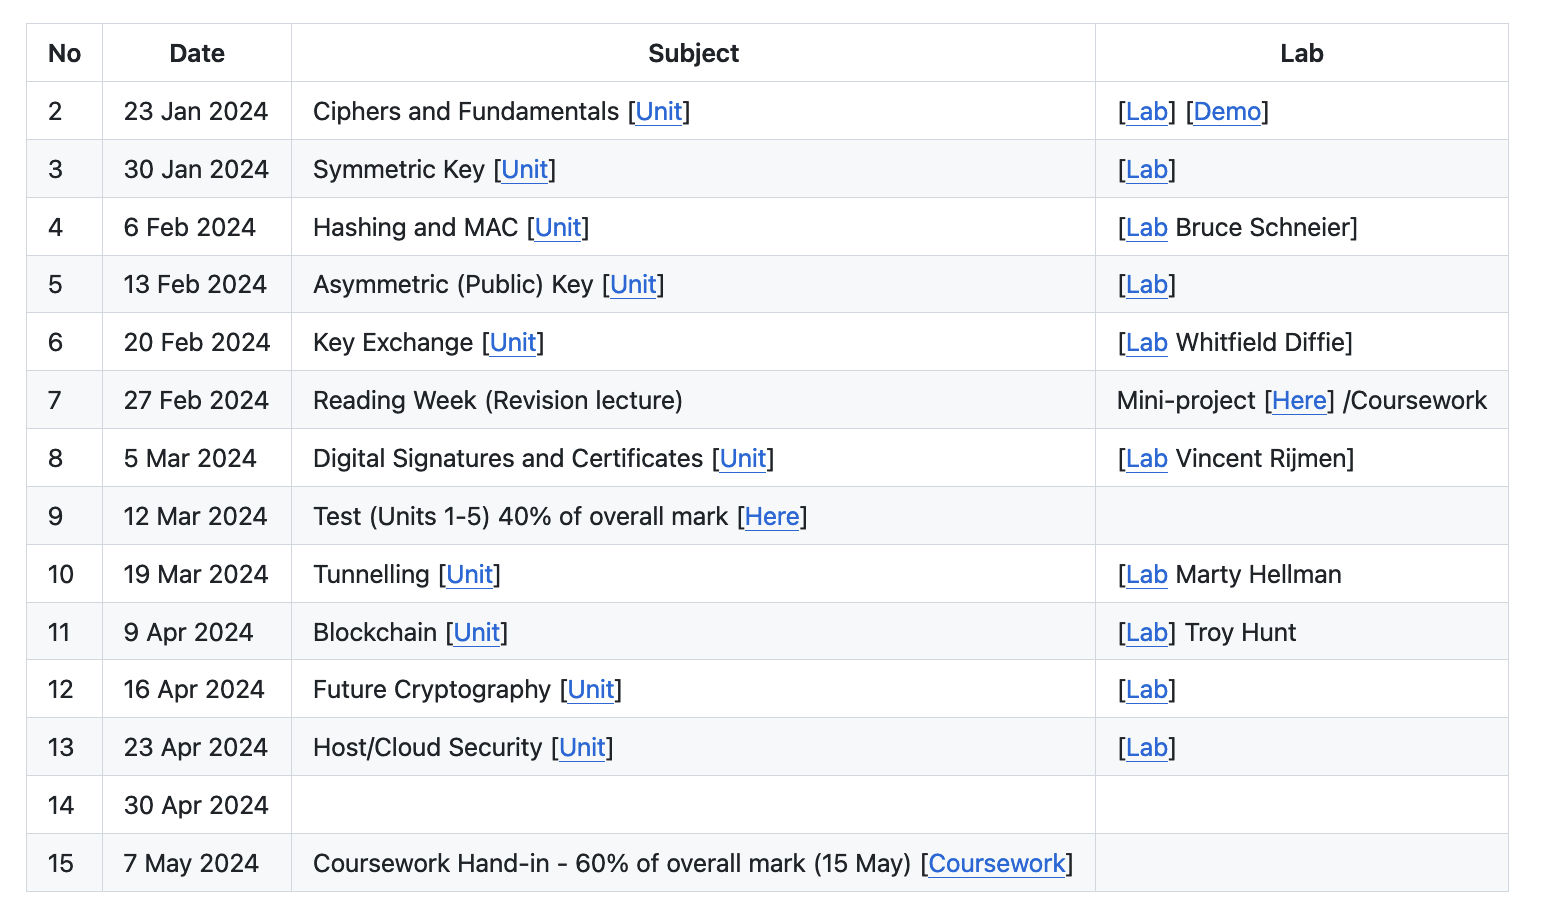 No Date Subject Lab
2 23 Jan 2024 Ciphers and Fundamentals [Unit] [Lab] [Demo]
3 30 Jan 2024 Symmetric Key [Unit] [Lab]
4 6 Feb 2024 Hashing and MAC [Unit] [Lab Bruce Schneier]
5 13 Feb 2024 Asymmetric (Public) Key [Unit] [Lab]
6 20 Feb 2024 Key Exchange [Unit] [Lab Whitfield Diffie]
7 27 Feb 2024 Reading Week (Revision lecture) Mini-project [Here] /Coursework
8 5 Mar 2024 Digital Signatures and Certificates [Unit] [Lab Vincent Rijmen]
9 12 Mar 2024 Test (Units 1-5) 40% of overall mark [Here]
10 19 Mar 2024 Tunnelling [Unit] [Lab Marty Hellman
11 9 Apr 2024 Blockchain [Unit] [Lab] Troy Hunt
12 16 Apr 2024 Future Cryptography [Unit] [Lab]
13 23 Apr 2024 Host/Cloud Security [Unit] [Lab]
14 30 Apr 2024
15 7 May 2024 Coursework Hand-in - 60% of overall mark (15 May) [Coursework]